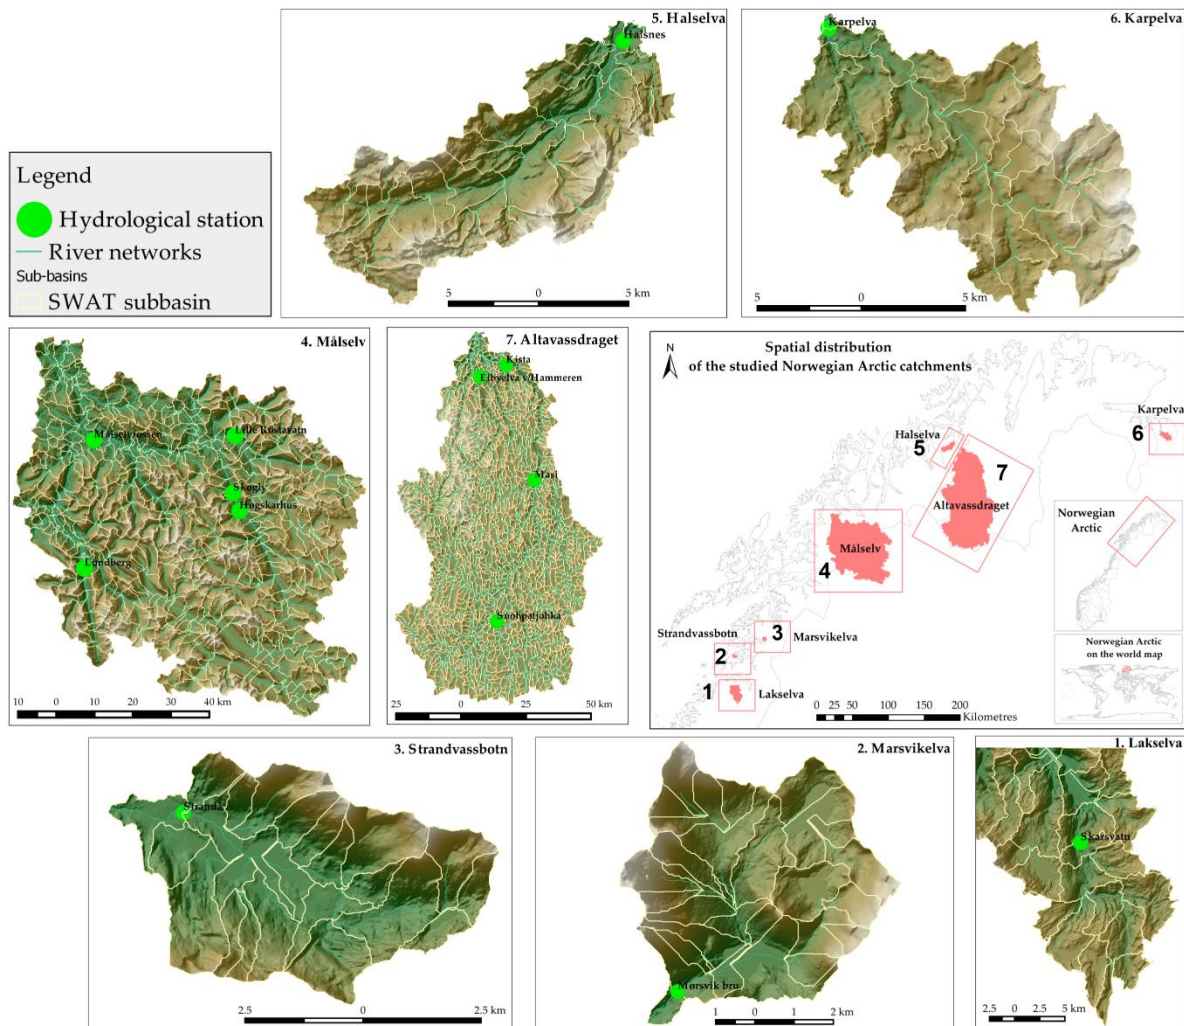 5. Halselva
Halsnes
5 0 5 km
6. Karpelva
Karpelva
5 0 5 km
Legend
Hydrological station
River networks
Sub-basins
SWAT subbasin
4. Målselv
Målselvfossen
Lille Rostavatn
Skogly
Høgskarhus
Lundberg
10 0 10 20 30 40 km
7. Altavassdraget
Kista
Elbyelva v/Hammeren
Masi
Suohpatjohka
25 0 25 50 km
N
Spatial distribution
of the studied Norwegian Arctic catchments
Karpelva
6
Halselva
5
7
Altavassdraget
Norwegian
Arctic
Målselv
4
Strandvassbotn
3
Marsvikelva
2
Norwegian Arctic
on the world map
1
Lakselva
0 25 50 100 150 200
Kilometres
3. Strandvassbotn
Strandå
2.5 0 2.5 km
2. Marsvikelva
Mørsvik bru
1 0 1 2 km
1. Lakselva
Skarsvatn
2.5 0 2.5 5 km